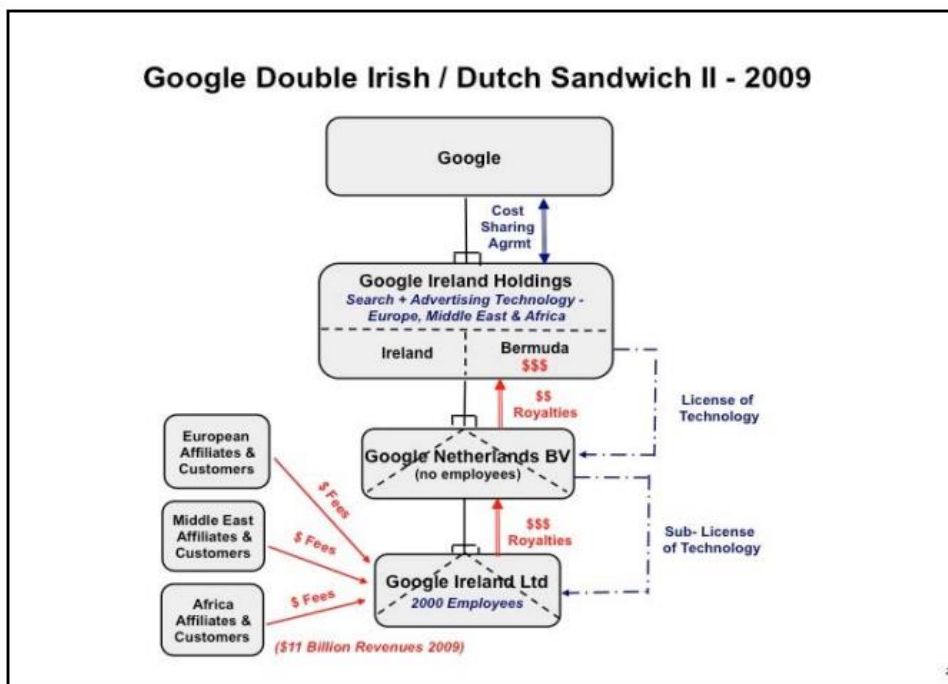 Google Double Irish / Dutch Sandwich II - 2009
Google
Cost
Sharing
Agrmt
Google Ireland Holdings
Search + Advertising Technology -
Europe, Middle East & Africa
Ireland
Bermuda
$$$
$$
Royalties
License of
Technology
European
Affiliates &
Customers
Google Netherlands BV
(no employees)
$ Fees
Middle East
Affiliates &
Customers
$ Fees
$$$
Royalties
Sub- License
of Technology
Google Ireland Ltd
2000 Employees
Africa
Affiliates &
Customers
$ Fees
($11 Billion Revenues 2009)